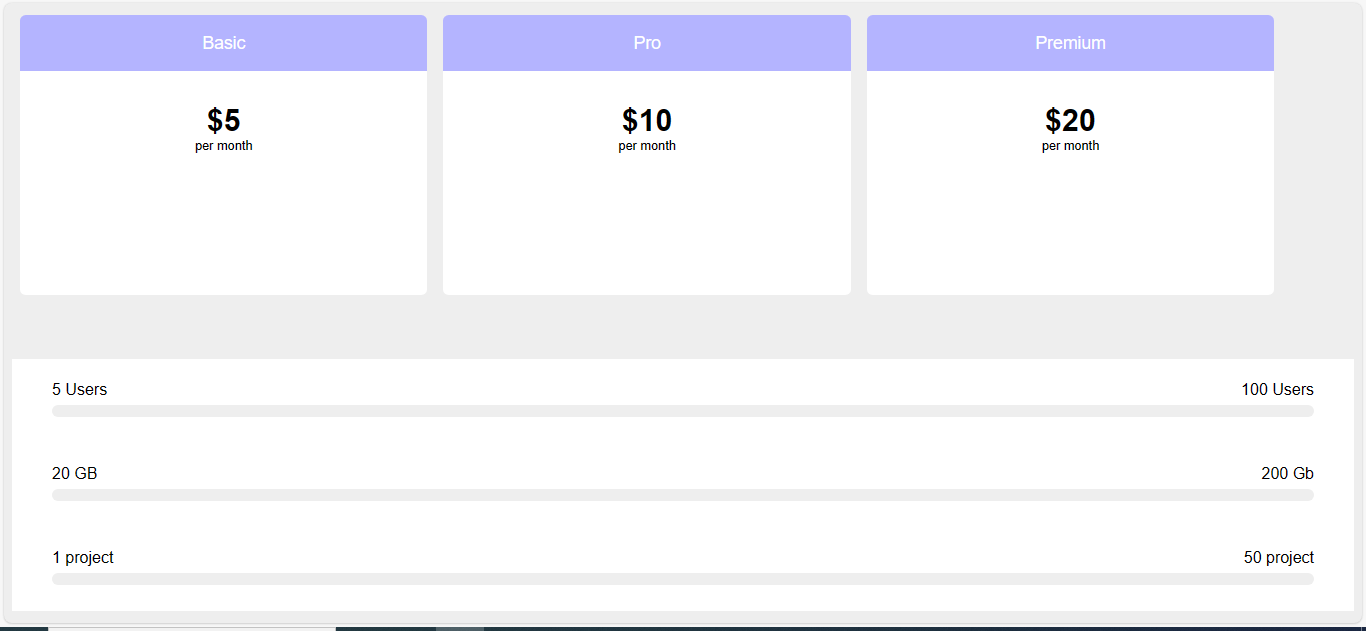 Basic
Pro
Premium
$5
per month
$10
per month
$20
per month
5 Users
100 Users
20 GB
200 Gb
1 project
50 project